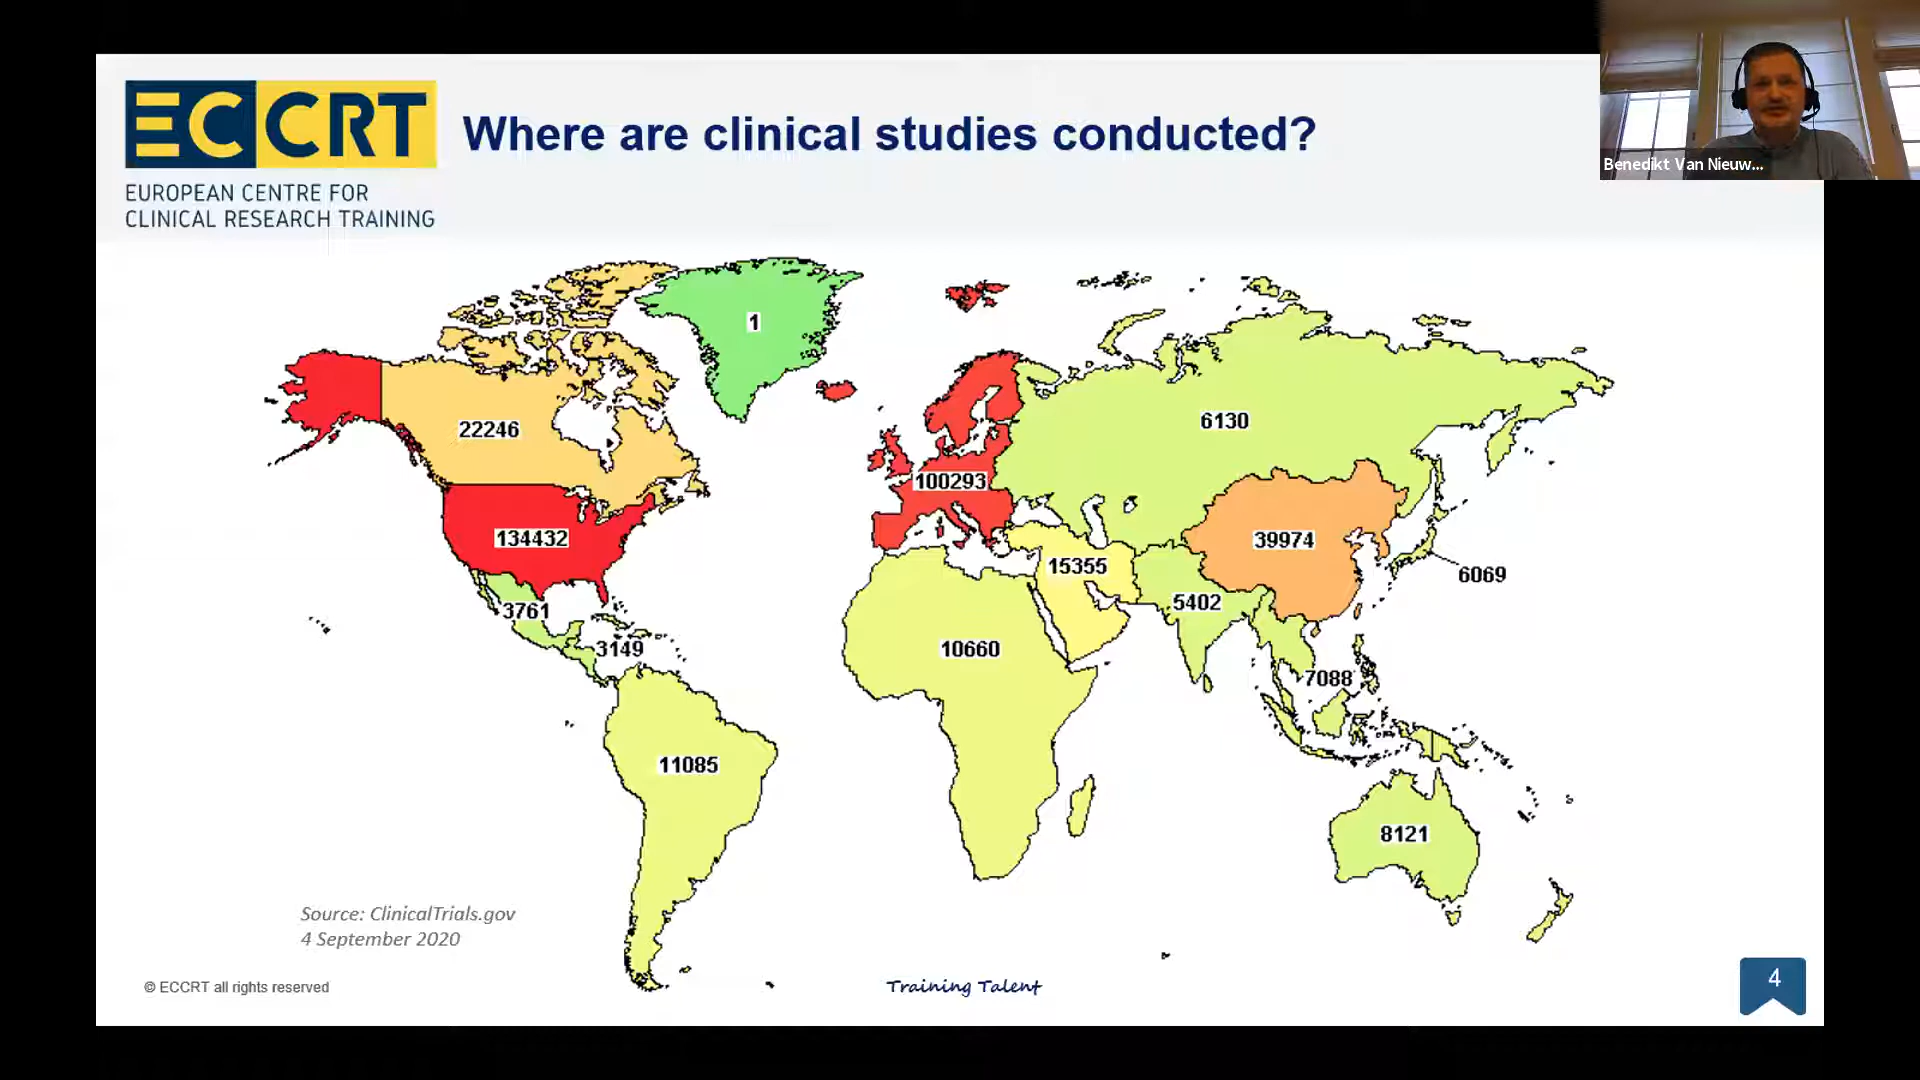 ECCRT
EUROPEAN CENTRE FOR
CLINICAL RESEARCH TRAINING
Where are clinical studies conducted?
Benedikt Van Nieuw...
1
22246
6130
100293
134432
39974
15355
6069
5402
3761
3149
10660
7088
11085
8121
Source: ClinicalTrials.gov
4 September 2020
© ECCRT all rights reserved
Training Talent
4